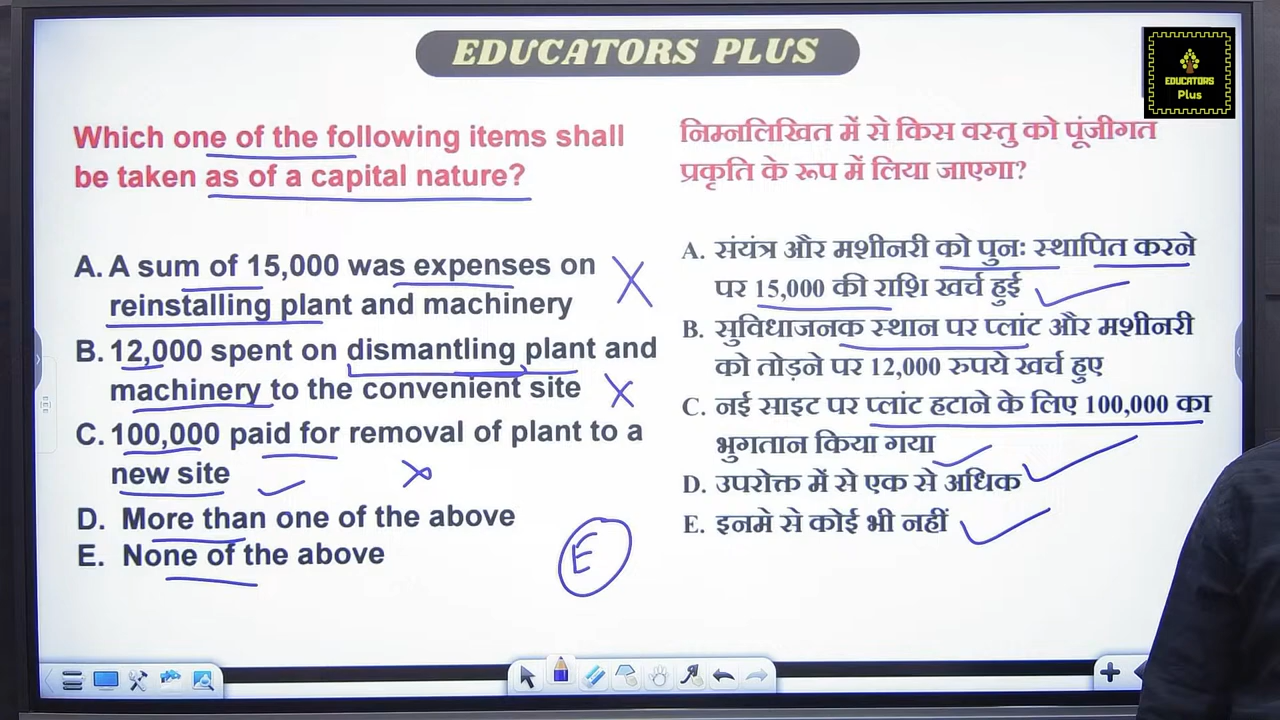 EDUCATORS PLUS
EDUCATORS
Plus
Which one of the following items shall
be taken as of a capital nature?
A. A sum of 15,000 was expenses on
reinstalling plant and machinery
B. 12,000 spent on dismantling plant and
machinery to the convenient site
C. 100,000 paid for removal of plant to a
new site
D. More than one of the above
E. None of the above
E
निम्नलिखित में से किस वस्तु को पूंजीगत
प्रकृति के रूप में लिया जाएगा?
A. संयंत्र और मशीनरी को पुनः स्थापित करने
पर 15,000 की राशि खर्च हुई
B. सुविधाजनक स्थान पर प्लांट और मशीनरी
को तोड़ने पर 12,000 रुपये खर्च हुए
C. नई साइट पर प्लांट हटाने के लिए 100,000 का
भुगतान किया गया
D. उपरोक्त में से एक से अधिक
E. इनमे से कोई भी नहीं